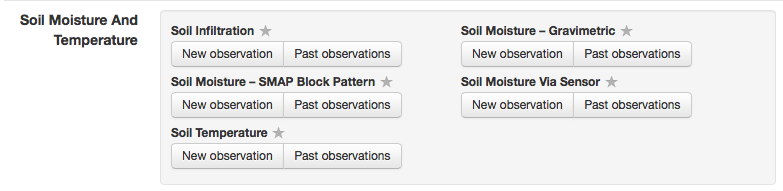 Soil Moisture And
Temperature
Soil Infiltration
New observation Past observations
Soil Moisture – Gravimetric
New observation Past observations
Soil Moisture – SMAP Block Pattern
New observation Past observations
Soil Moisture Via Sensor
New observation Past observations
Soil Temperature
New observation Past observations